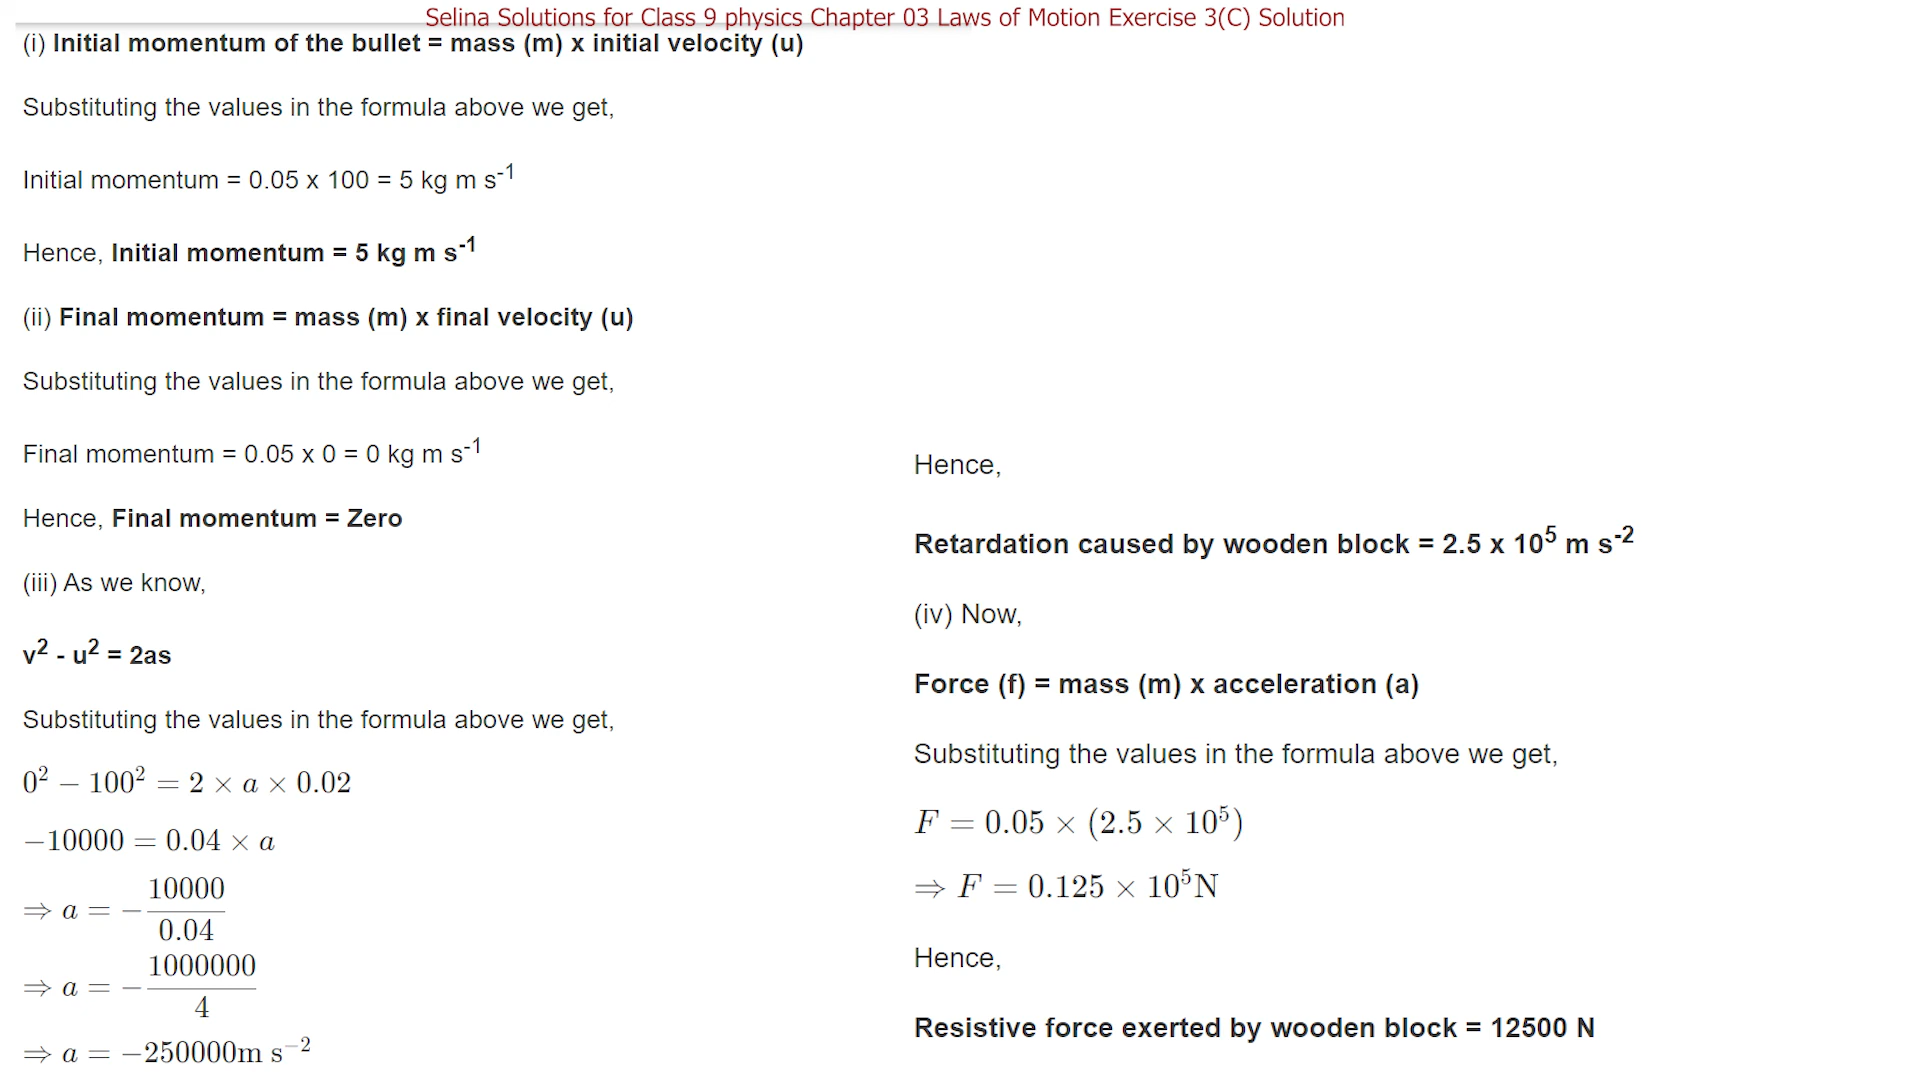 Selina Solutions for Class 9 physics Chapter 03 Laws of Motion Exercise 3(C) Solution
(i) Initial momentum of the bullet = mass (m) x initial velocity (u)
Substituting the values in the formula above we get,
Initial momentum = 0.05 x 100 = 5 kg m s⁻¹
Hence, Initial momentum = 5 kg m s⁻¹
(ii) Final momentum = mass (m) x final velocity (u)
Substituting the values in the formula above we get,
Final momentum = 0.05 x 0 = 0 kg m s⁻¹
Hence, Final momentum = Zero
(iii) As we know,
v² - u² = 2as
Substituting the values in the formula above we get,
0² − 100² = 2 × a × 0.02
−10000 = 0.04 × a
⇒ a = − 10000 / 0.04
⇒ a = − 1000000 / 4
⇒ a = −250000m s⁻²
Hence,
Retardation caused by wooden block = 2.5 x 10⁵ m s⁻²
(iv) Now,
Force (f) = mass (m) x acceleration (a)
Substituting the values in the formula above we get,
F = 0.05 × (2.5 × 10⁵)
⇒ F = 0.125 × 10⁵N
Hence,
Resistive force exerted by wooden block = 12500 N